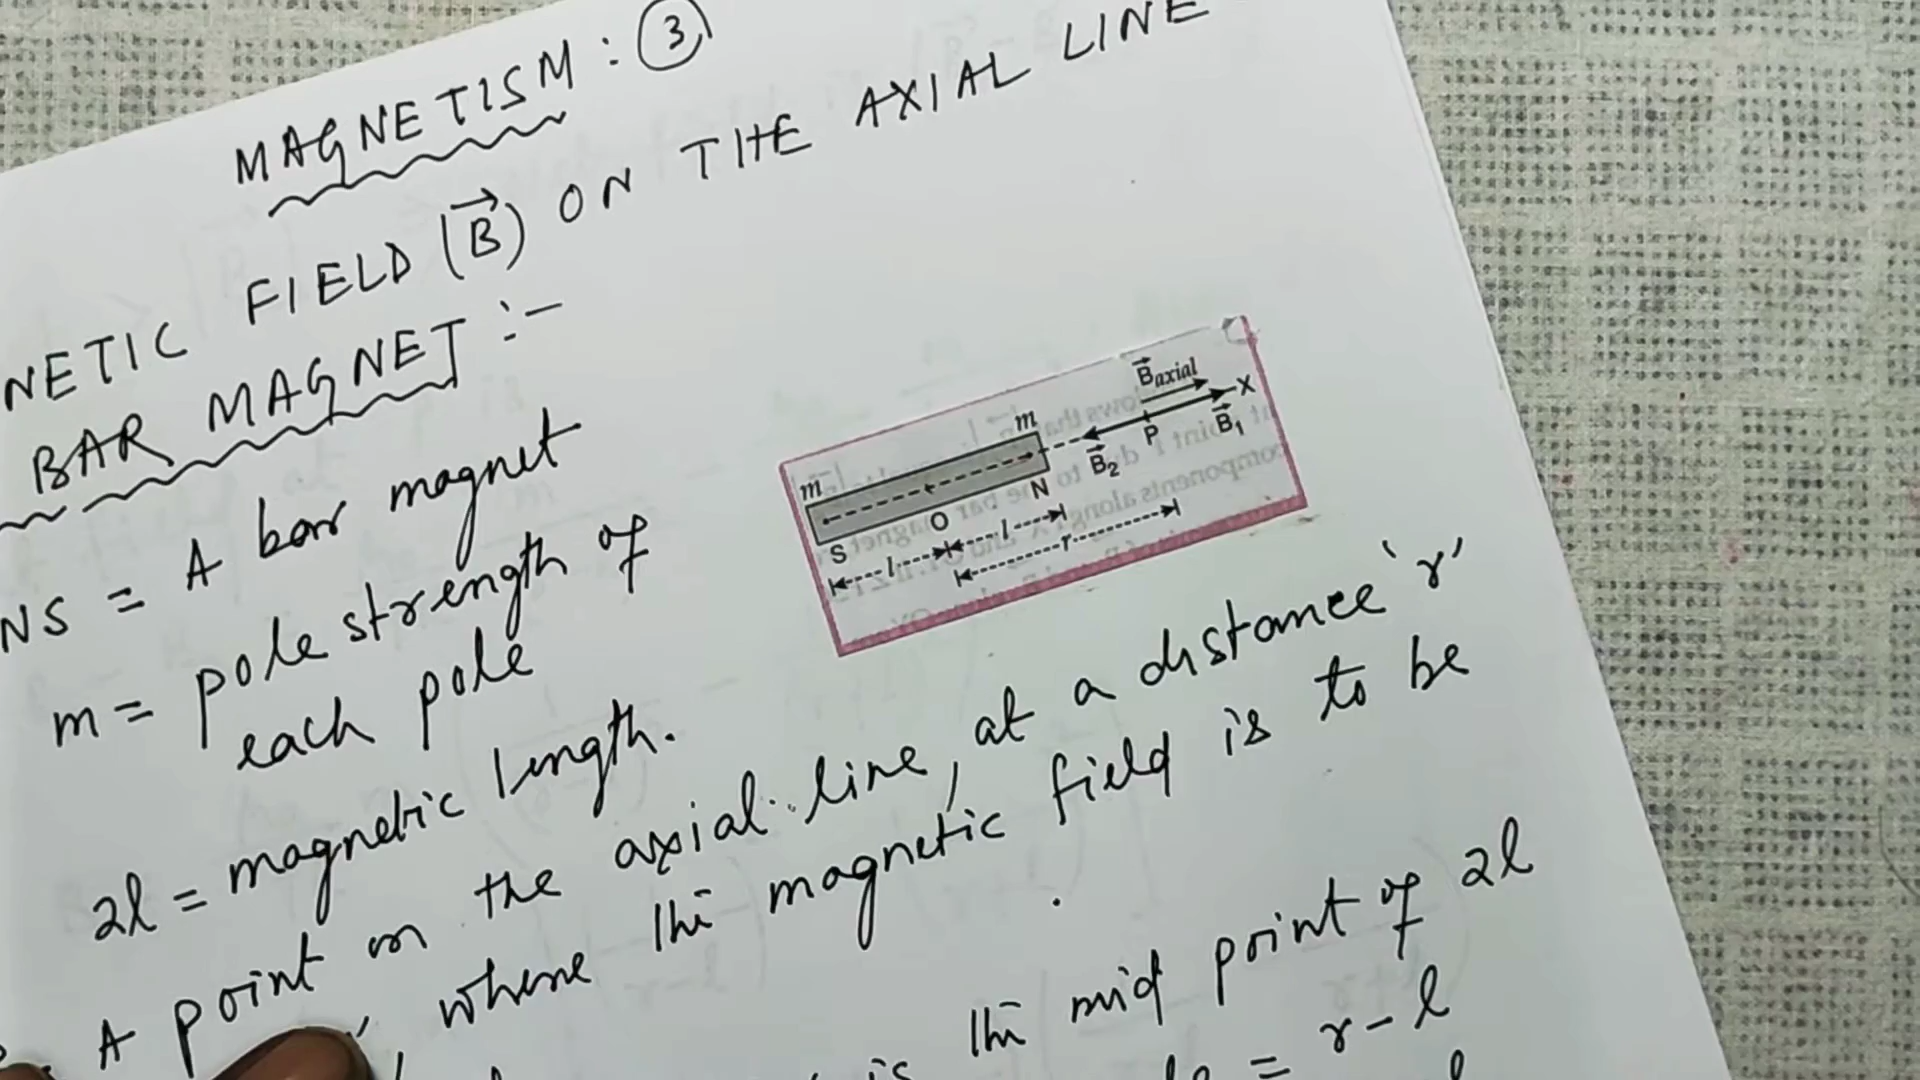 MAGNETISM : 3
NETIC FIELD (B⃗) ON THE AXIAL LINE
BAR MAGNET :-
NS = A bar magnet
m = pole strength of
each pole
2l = magnetic length.
A point on the axial line, at a distance 'r'
where the magnetic field is to be
is the mid point of 2l
= r - l
B⃗axial
X
B⃗1
P
B⃗2
m
m
N
O
S
l
l
r